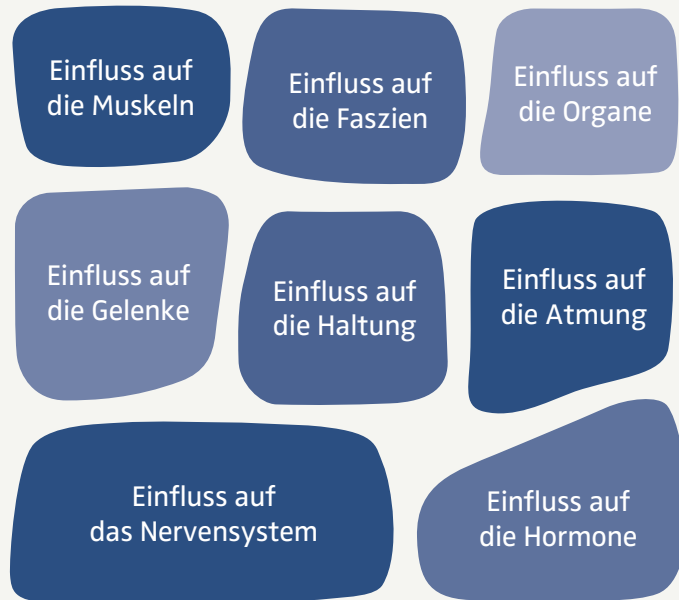 Einfluss auf
die Muskeln
Einfluss auf
die Faszien
Einfluss auf
die Organe
Einfluss auf
die Gelenke
Einfluss auf
die Haltung
Einfluss auf
die Atmung
Einfluss auf
das Nervensystem
Einfluss auf
die Hormone